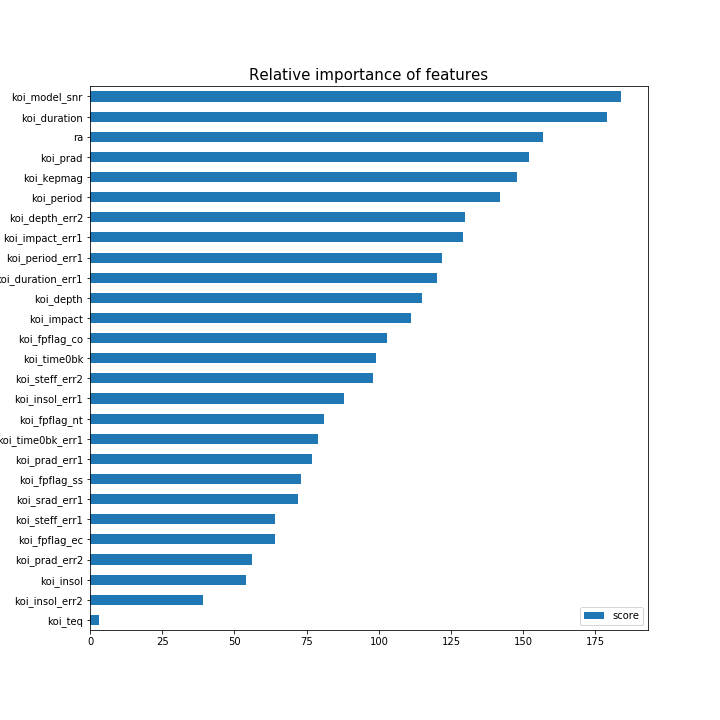 Relative importance of features
koi_model_snr
koi_duration
ra
koi_prad
koi_kepmag
koi_period
koi_depth_err2
koi_impact_err1
koi_period_err1
koi_duration_err1
koi_depth
koi_impact
koi_fpflag_co
koi_time0bk
koi_steff_err2
koi_insol_err1
koi_fpflag_nt
koi_time0bk_err1
koi_prad_err1
koi_fpflag_ss
koi_srad_err1
koi_steff_err1
koi_fpflag_ec
koi_prad_err2
koi_insol
koi_insol_err2
koi_teq
score
0 25 50 75 100 125 150 175